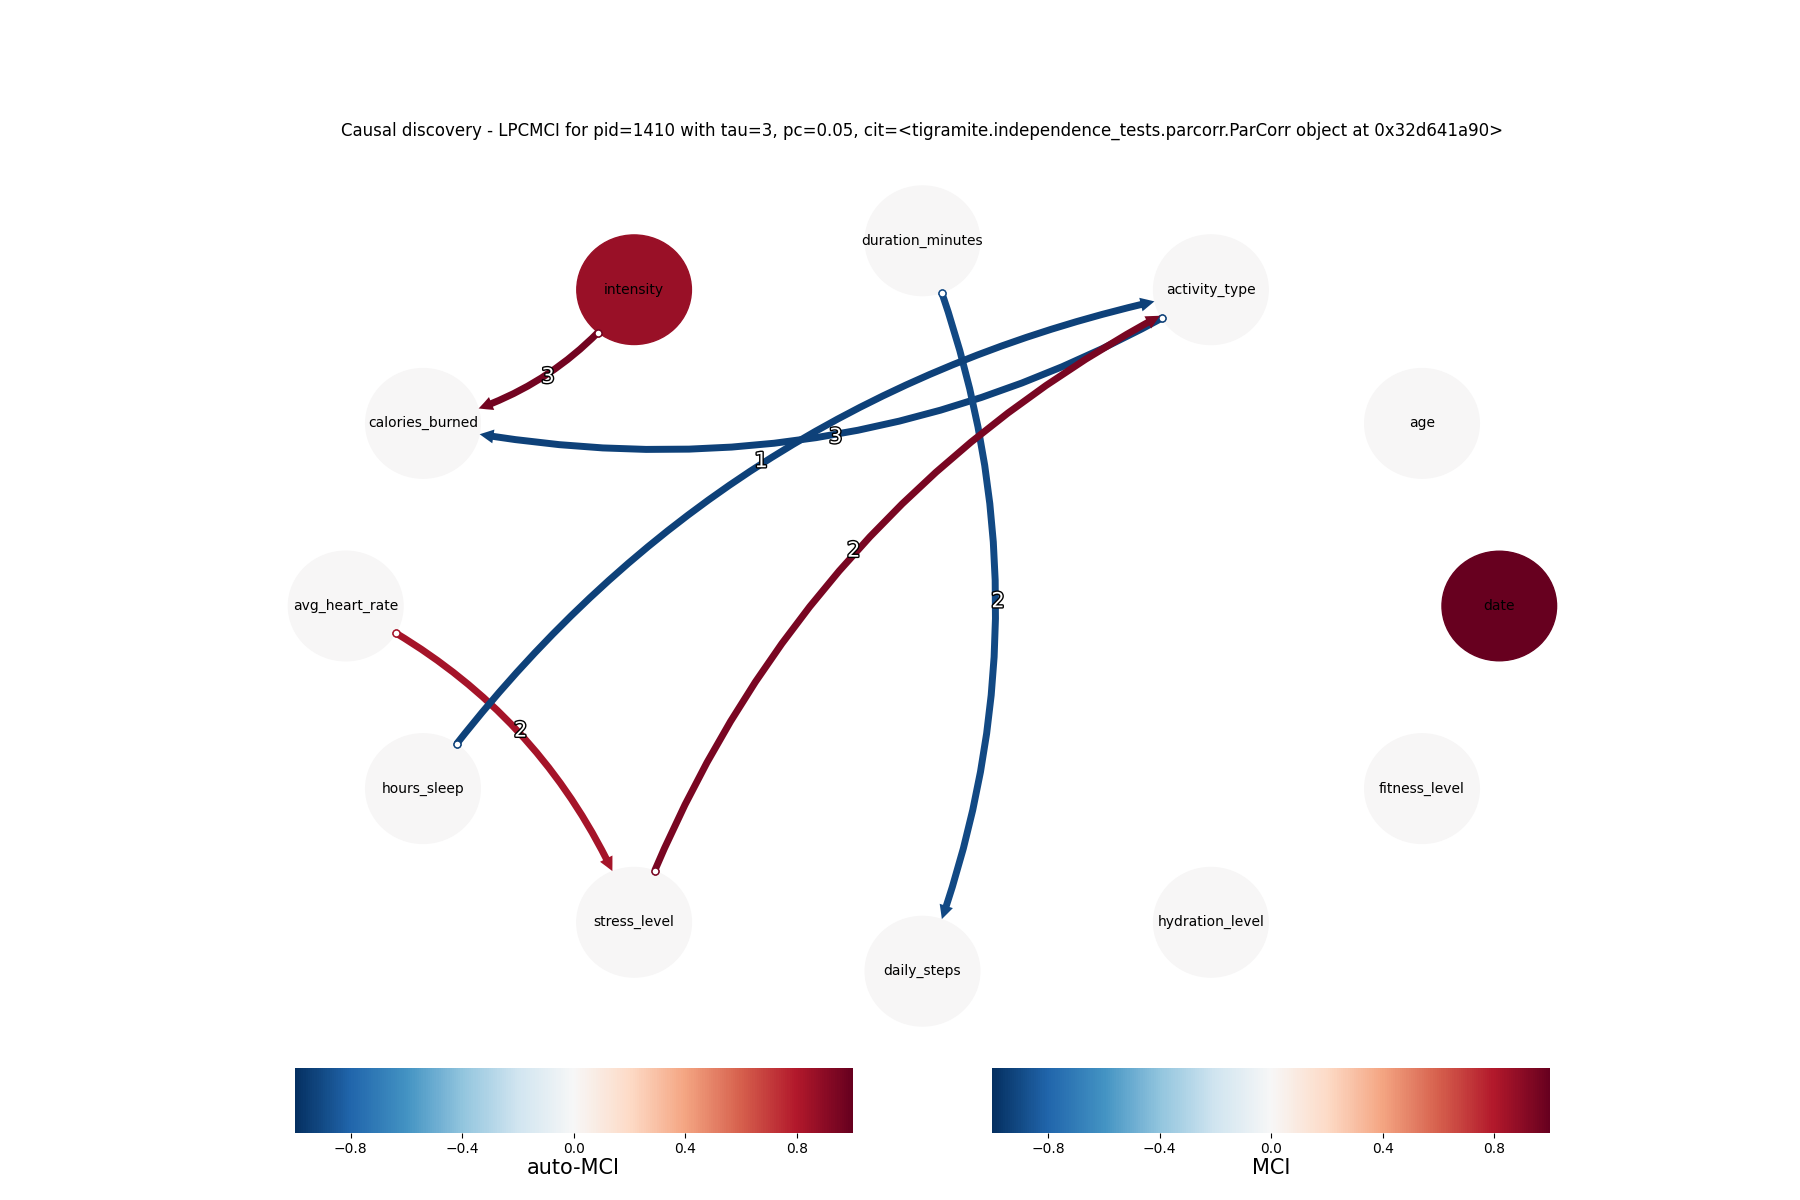 Causal discovery - LPCMCI for pid=1410 with tau=3, pc=0.05, cit=<tigramite.independence_tests.parcorr.ParCorr object at 0x32d641a90>
duration_minutes
intensity
activity_type
3
calories_burned
age
3
1
2
2
avg_heart_rate
date
2
hours_sleep
fitness_level
stress_level
hydration_level
daily_steps
−0.8 −0.4 0.0 0.4 0.8
auto-MCI
−0.8 −0.4 0.0 0.4 0.8
MCI